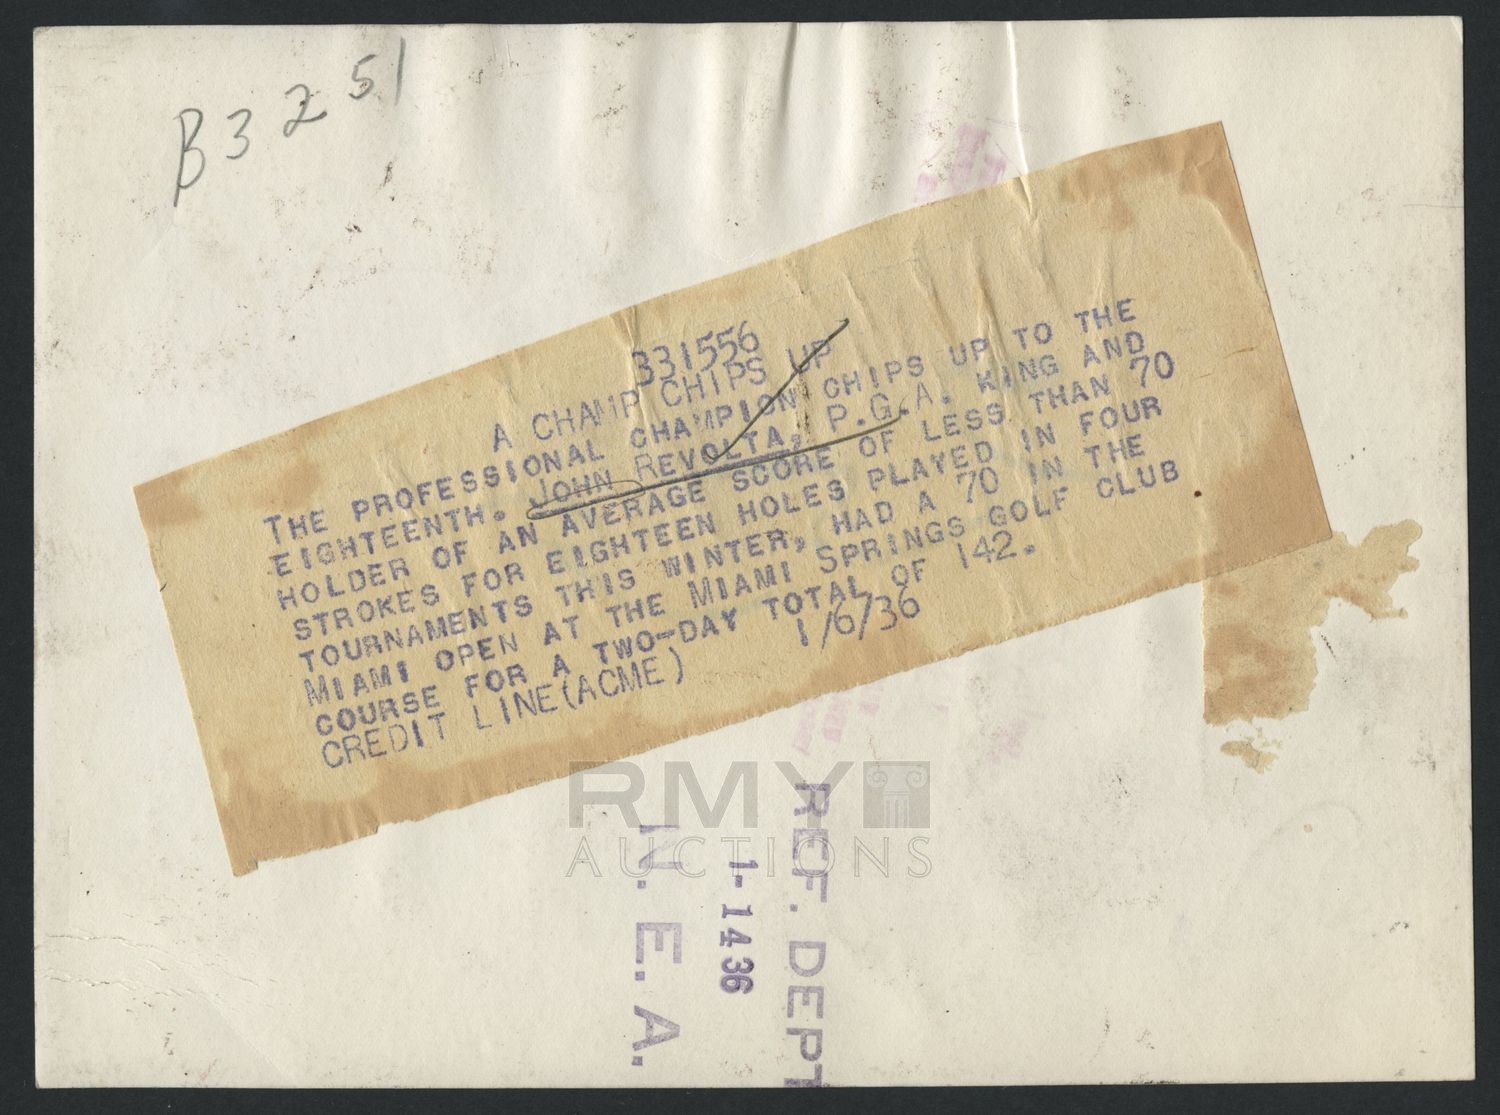 B3251
331556
A CHAMP CHIPS UP
THE PROFESSIONAL CHAMPION CHIPS UP TO THE
EIGHTEENTH. JOHN REVOLTA, P.G.A. KING AND
HOLDER OF AN AVERAGE SCORE OF LESS THAN 70
STROKES FOR EIGHTEEN HOLES PLAYED IN FOUR
TOURNAMENTS THIS WINTER, HAD A 70 IN THE
MIAMI OPEN AT THE MIAMI SPRINGS GOLF CLUB
COURSE FOR A TWO-DAY TOTAL OF 142.
CREDIT LINE(ACME) 1/6/36
REF. DEPT
1-14 36
N. E. A.
RMY
AUCTIONS